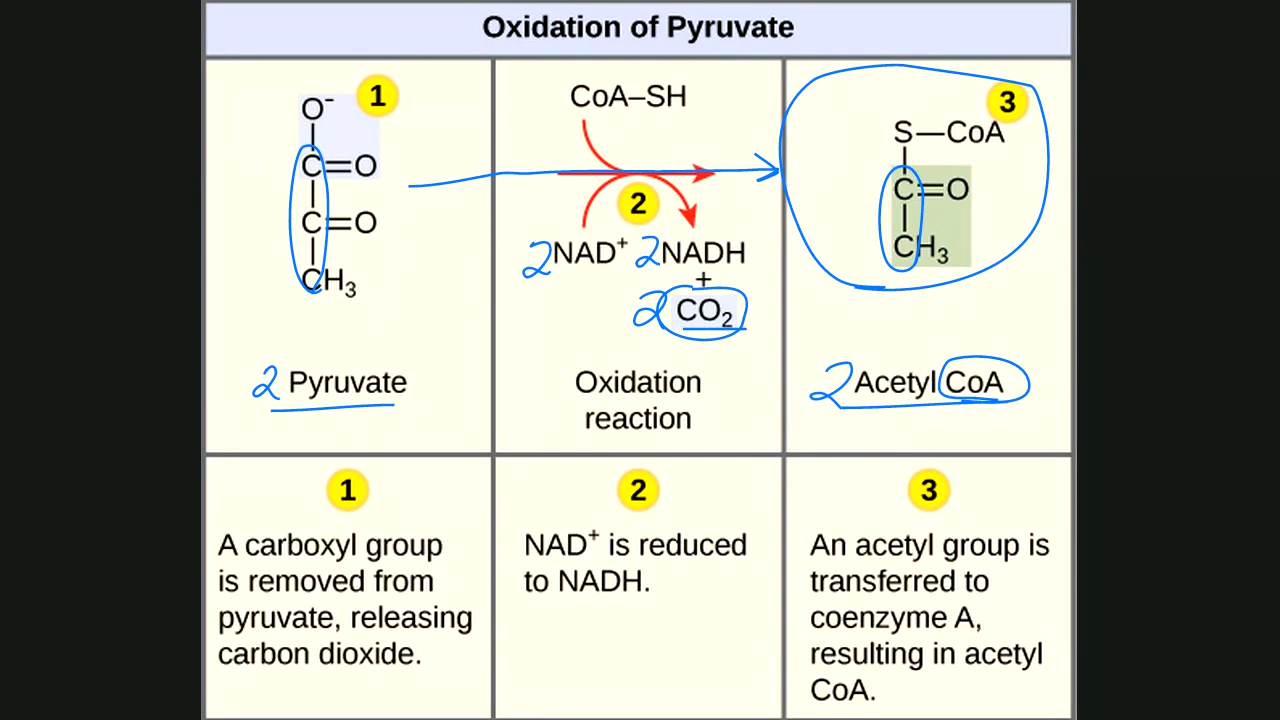 Oxidation of Pyruvate
1
O⁻
C=O
C=O
CH₃
2 Pyruvate
CoA–SH
2
2NAD⁺ 2NADH
+
2CO₂
Oxidation
reaction
3
S—CoA
C=O
CH₃
2 Acetyl CoA
1
A carboxyl group
is removed from
pyruvate, releasing
carbon dioxide.
2
NAD⁺ is reduced
to NADH.
3
An acetyl group is
transferred to
coenzyme A,
resulting in acetyl
CoA.